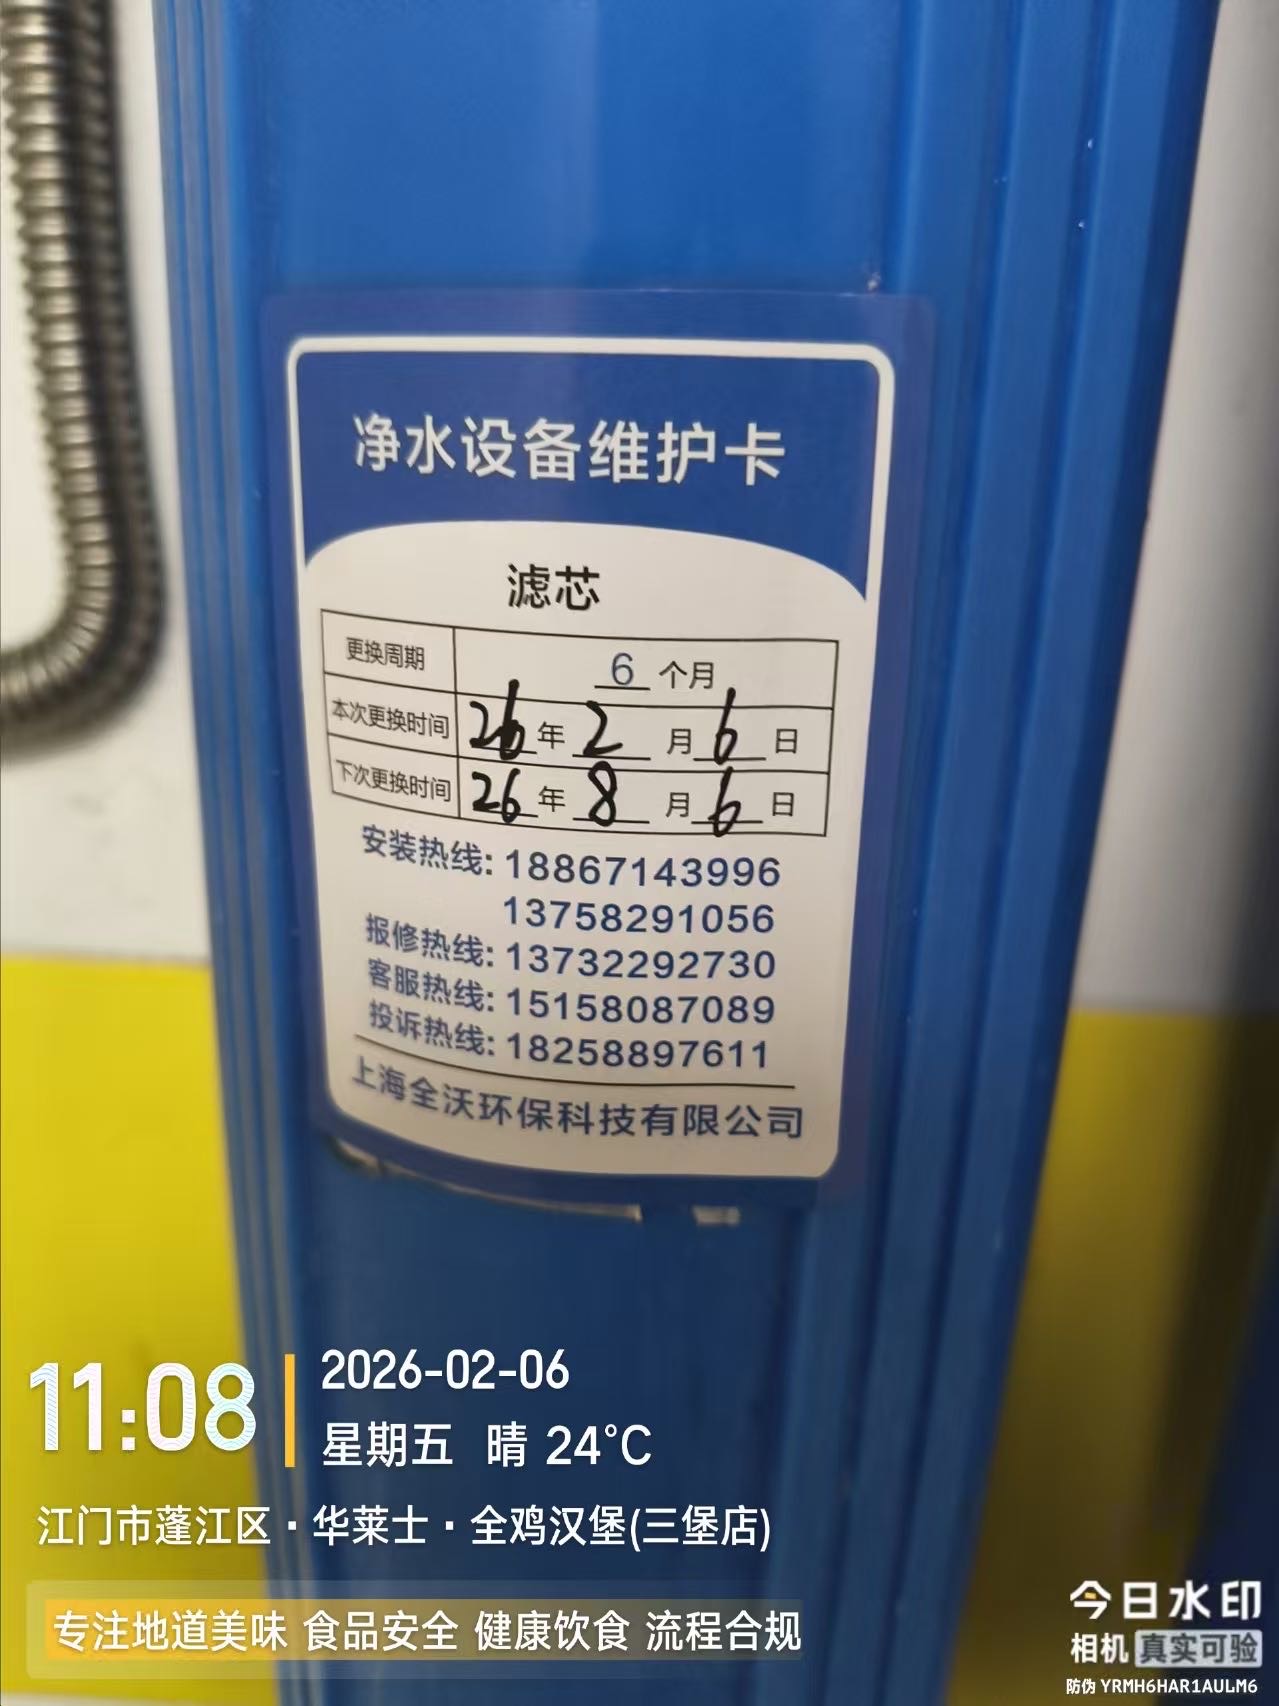 净水设备维护卡
滤芯
更换周期 6 个月
本次更换时间 26 年 2 月 6 日
下次更换时间 26 年 8 月 6 日
安装热线: 18867143996
13758291056
报修热线: 13732292730
客服热线: 15158087089
投诉热线: 18258897611
上海全沃环保科技有限公司
11:08
2026-02-06
星期五 晴 24°C
江门市蓬江区·华莱士·全鸡汉堡(三堡店)
专注地道美味 食品安全 健康饮食 流程合规
今日水印
相机 真实可验
防伪 YRMH6HAR1AULM6